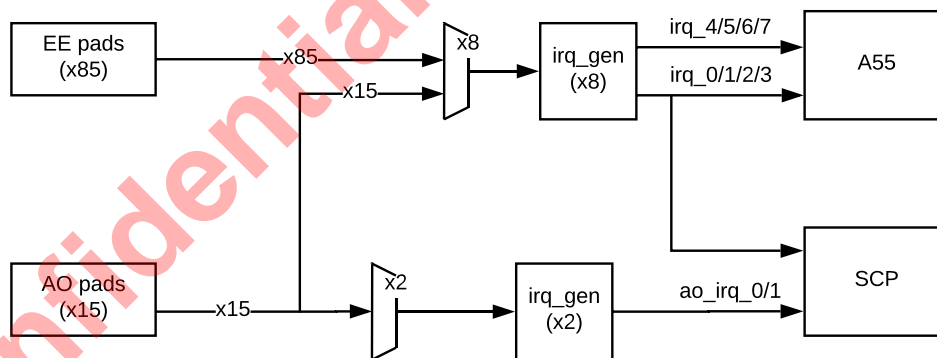 EE pads
(x85)
x85
x15
x8
irq_gen
(x8)
irq_4/5/6/7
irq_0/1/2/3
A55
AO pads
(x15)
x15
x2
irq_gen
(x2)
ao_irq_0/1
SCP
nfidential